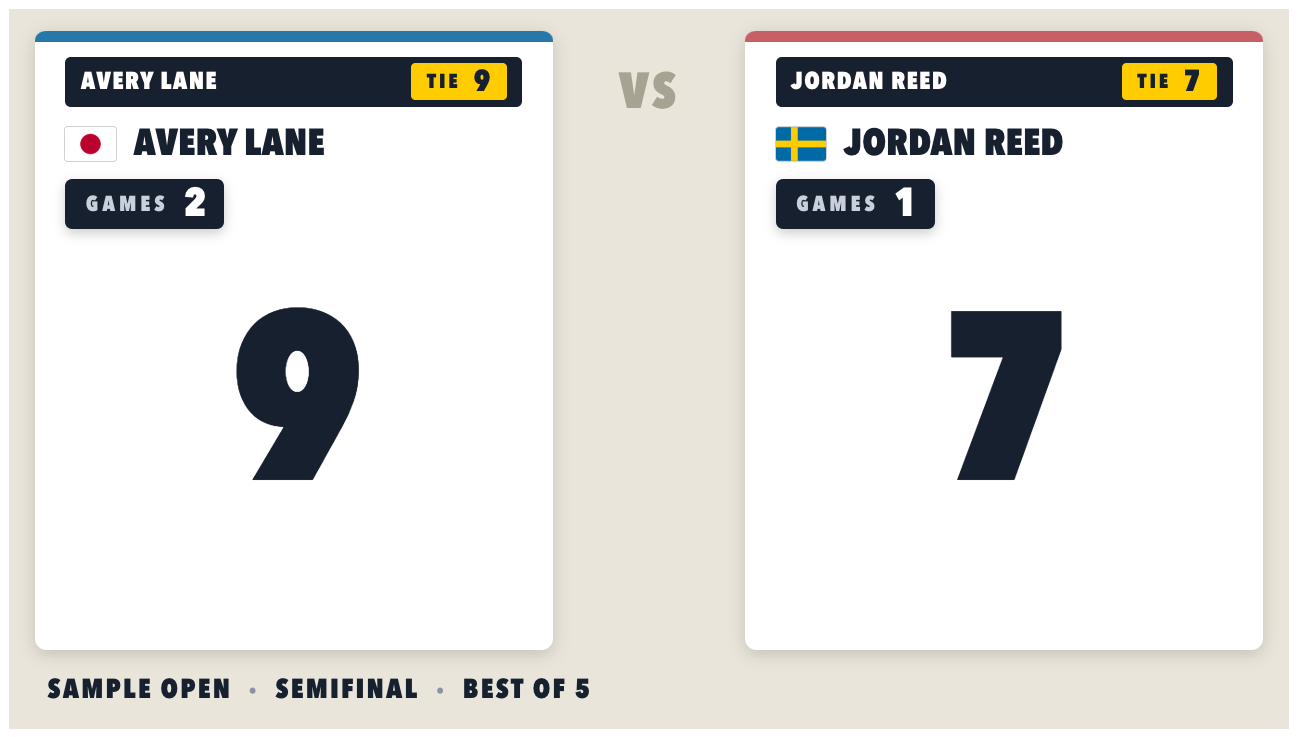 AVERY LANE TIE 9
AVERY LANE
GAMES 2
9
VS
JORDAN REED TIE 7
JORDAN REED
GAMES 1
7
SAMPLE OPEN • SEMIFINAL • BEST OF 5